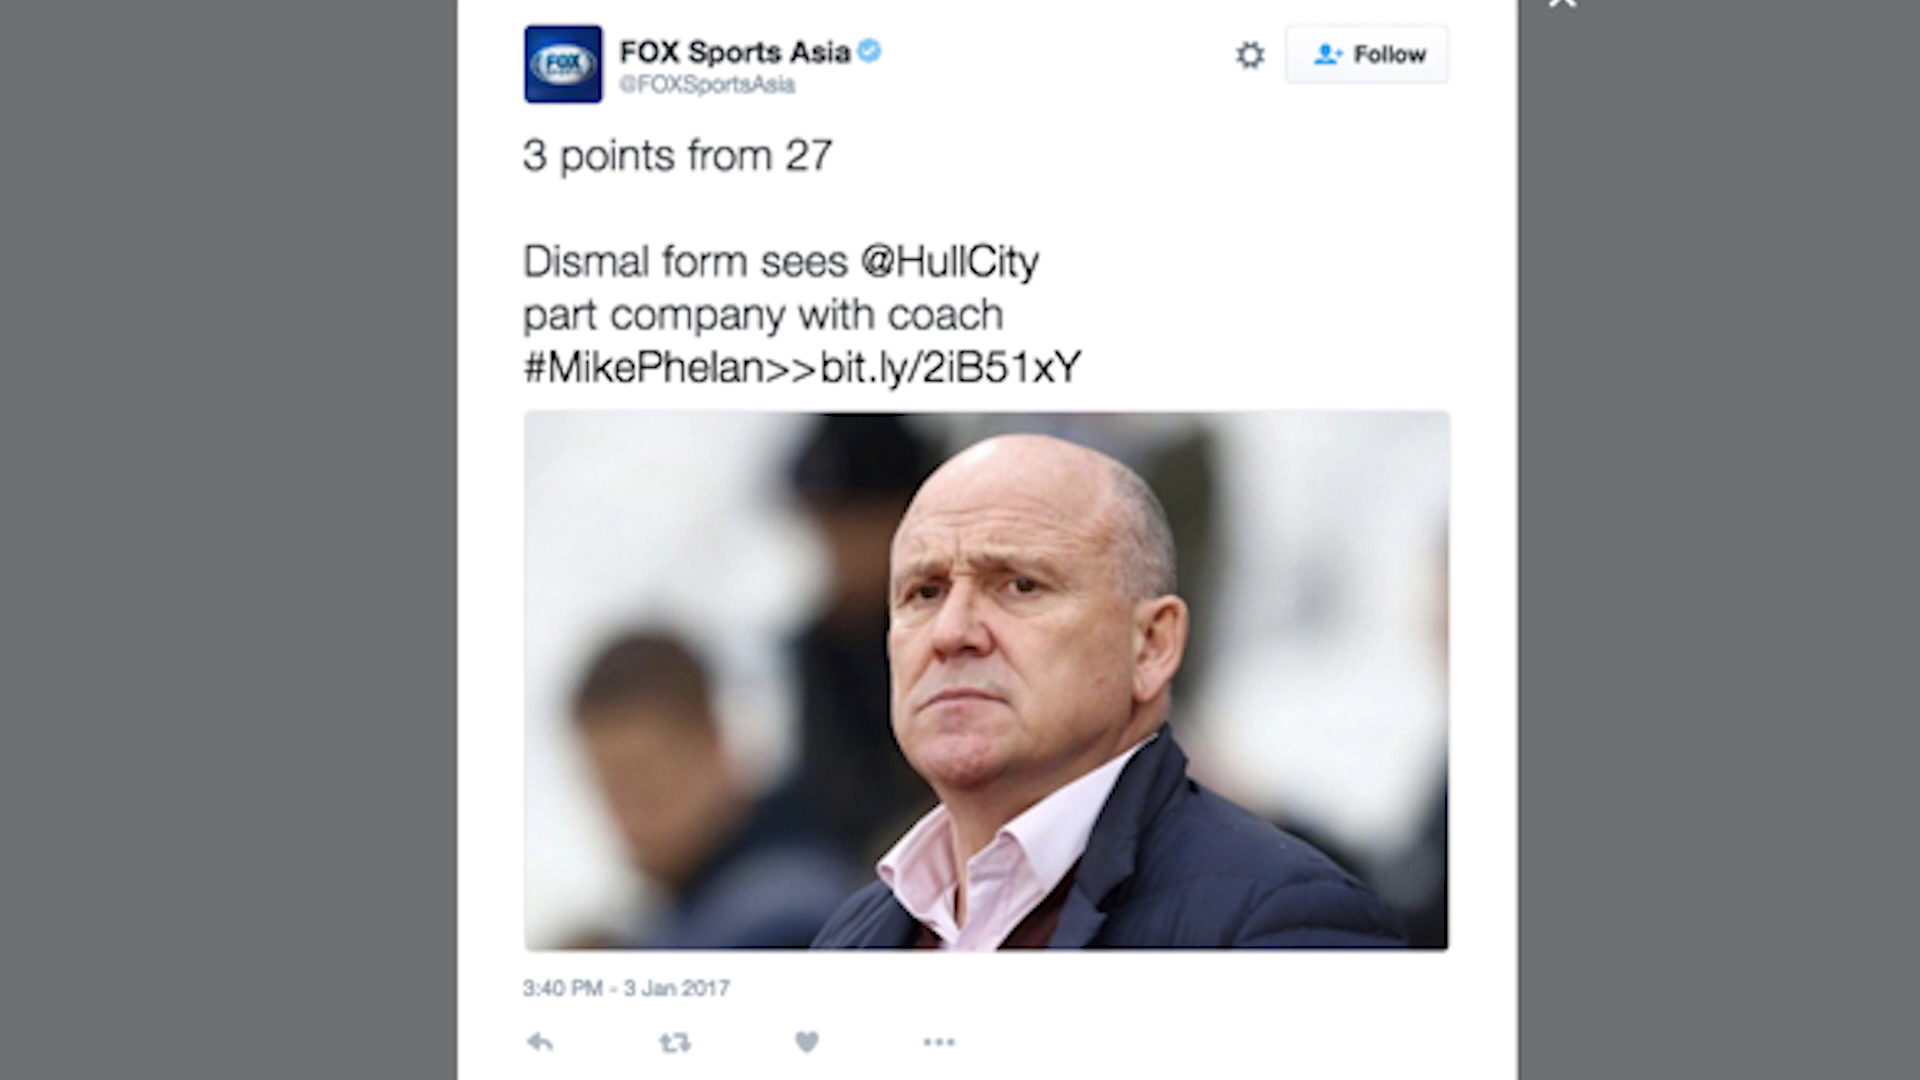 FOX
FOX Sports Asia
@FOXSportsAsia
Follow
3 points from 27
Dismal form sees @HullCity
part company with coach
#MikePhelan>>bit.ly/2iB51xY
3:40 PM - 3 Jan 2017